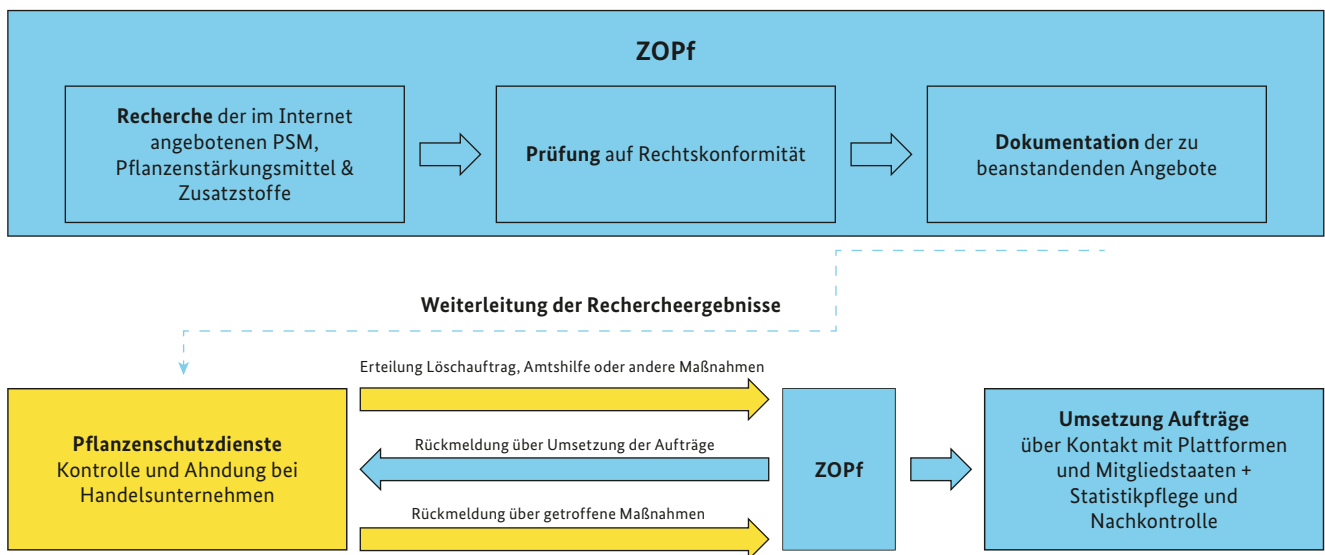 ZOPf
Recherche der im Internet
angebotenen PSM,
Pflanzenstärkungsmittel &
Zusatzstoffe
Prüfung auf Rechtskonformität
Dokumentation der zu
beanstandenden Angebote
Weiterleitung der Rechercheergebnisse
Pflanzenschutzdienste
Kontrolle und Ahndung bei
Handelsunternehmen
Erteilung Löschauftrag, Amtshilfe oder andere Maßnahmen
Rückmeldung über Umsetzung der Aufträge
Rückmeldung über getroffene Maßnahmen
ZOPf
Umsetzung Aufträge
über Kontakt mit Plattformen
und Mitgliedstaaten +
Statistikpflege und
Nachkontrolle